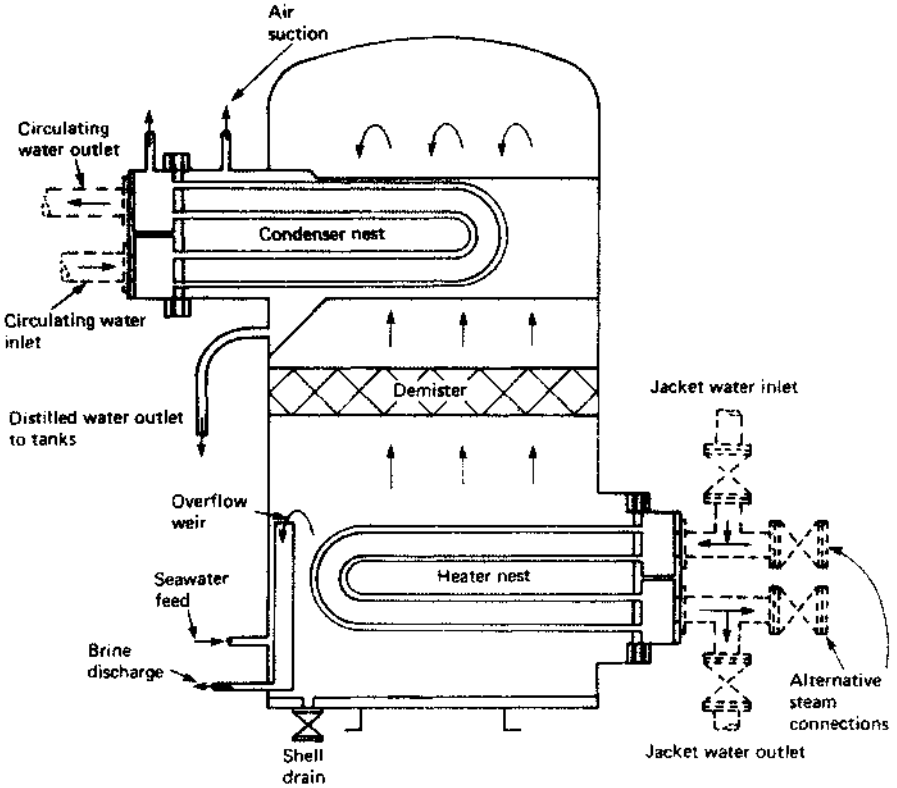 Air
suction
Circulating
water outlet
Condenser nest
Circulating water
inlet
Demister
Jacket water inlet
Distilled water outlet
to tanks
Overflow
weir
Heater nest
Seawater
feed
Brine
discharge
Alternative
steam
connections
Shell
drain
Jacket water outlet